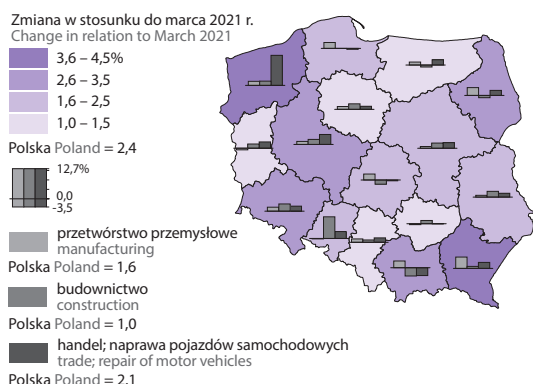 Zmiana w stosunku do marca 2021 r.
Change in relation to March 2021
3,6 – 4,5%
2,6 – 3,5
1,6 – 2,5
1,0 – 1,5
Polska Poland = 2,4
12,7%
0,0
-3,5
przetwórstwo przemysłowe
manufacturing
Polska Poland = 1,6
budownictwo
construction
Polska Poland = 1,0
handel; naprawa pojazdów samochodowych
trade; repair of motor vehicles
Polska Poland = 2,1